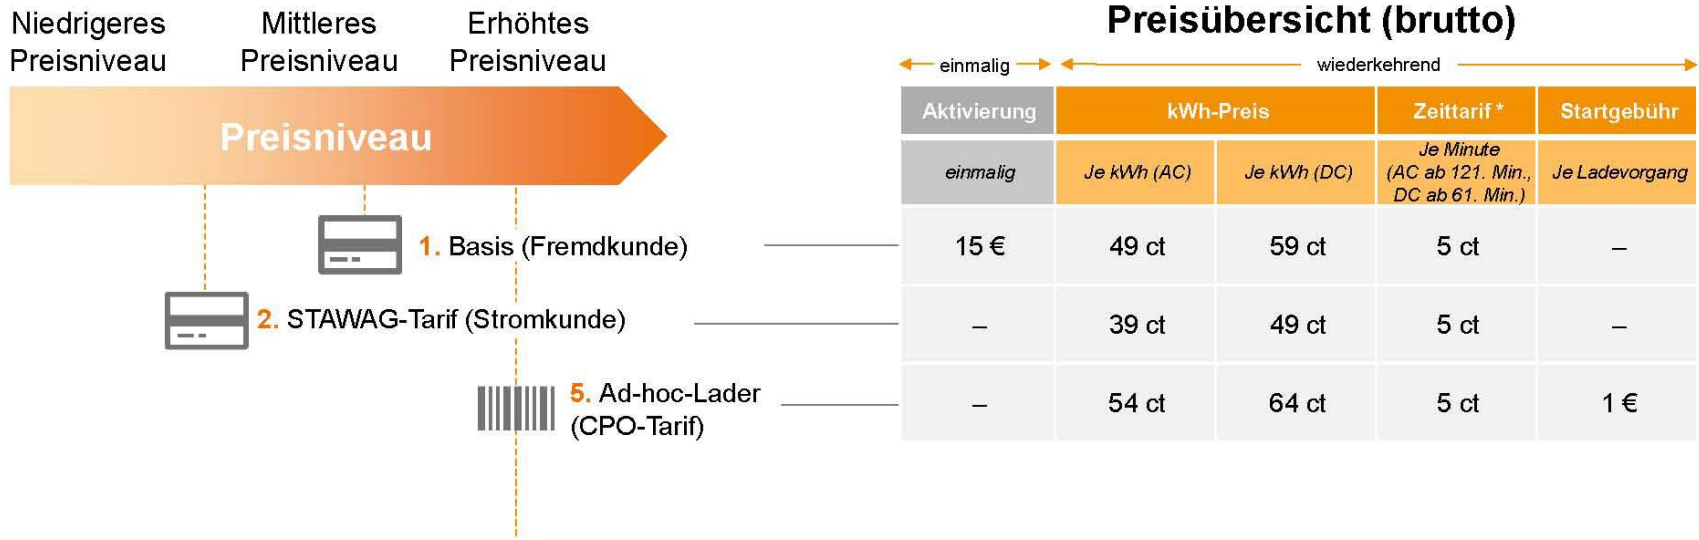 Niedrigeres
Preisniveau
Mittleres
Preisniveau
Erhöhtes
Preisniveau
Preisniveau
1. Basis (Fremdkunde)
2. STAWAG-Tarif (Stromkunde)
5. Ad-hoc-Lader
(CPO-Tarif)
Preisübersicht (brutto)
einmalig
wiederkehrend
Aktivierung kWh-Preis Zeittarif * Startgebühr
einmalig
Je kWh (AC)
Je kWh (DC)
Je Minute
(AC ab 121. Min.,
DC ab 61. Min.)
Je Ladevorgang
15 € 49 ct 59 ct 5 ct –
– 39 ct 49 ct 5 ct –
– 54 ct 64 ct 5 ct 1 €